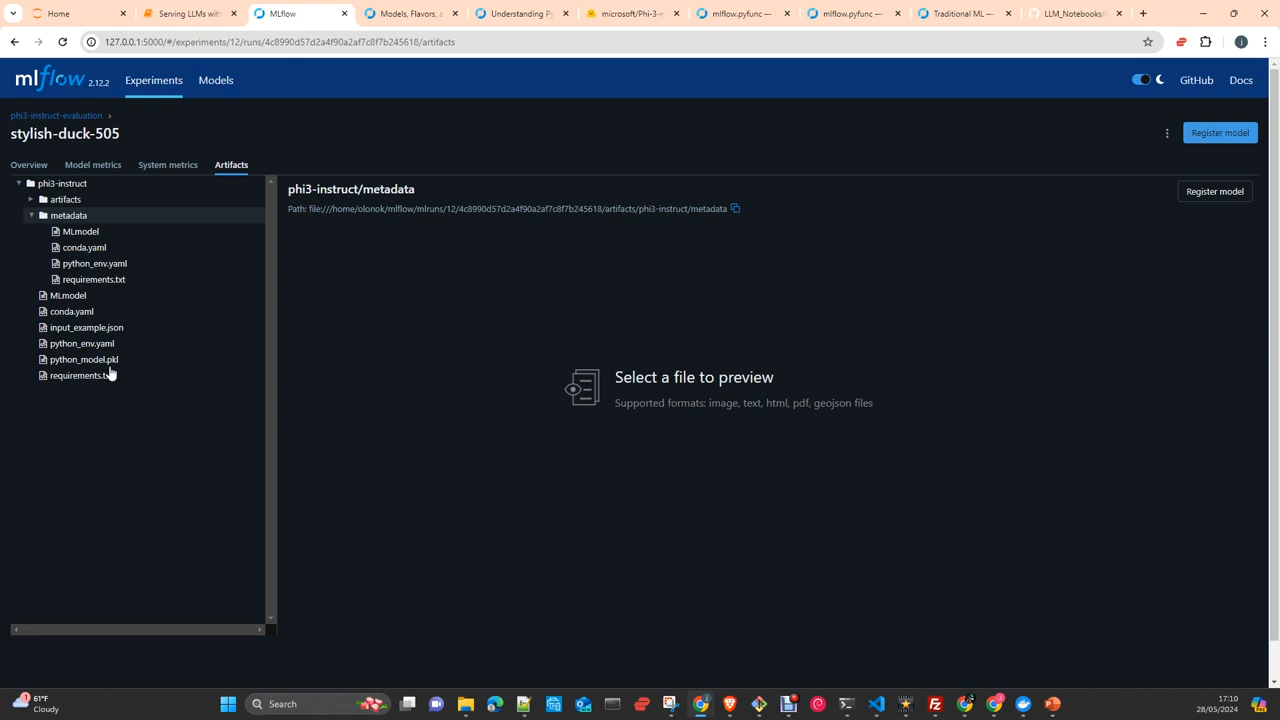 Home
Serving LLMs with
MLflow
Models, Flavors, a
Understanding Py
microsoft/Phi-3-m
mlflow.pyfunc —
mlflow.pyfunc —
Traditional ML —
LLM_Notebooks/
127.0.0.1:5000/#/experiments/12/runs/4c8990d57d2a4f90a2af7c8f7b245618/artifacts
mlflow 2.12.2 Experiments Models GitHub Docs
phi3-instruct-evaluation
stylish-duck-505
Register model
Overview Model metrics System metrics Artifacts
phi3-instruct
artifacts
metadata
MLmodel
conda.yaml
python_env.yaml
requirements.txt
MLmodel
conda.yaml
input_example.json
python_env.yaml
python_model.pkl
requirements.txt
phi3-instruct/metadata
Register model
Path: file:///home/olonok/mlflow/mlruns/12/4c8990d57d2a4f90a2af7c8f7b245618/artifacts/phi3-instruct/metadata
Select a file to preview
Supported formats: image, text, html, pdf, geojson files
1
61°F
Cloudy
Search
17:10
28/05/2024